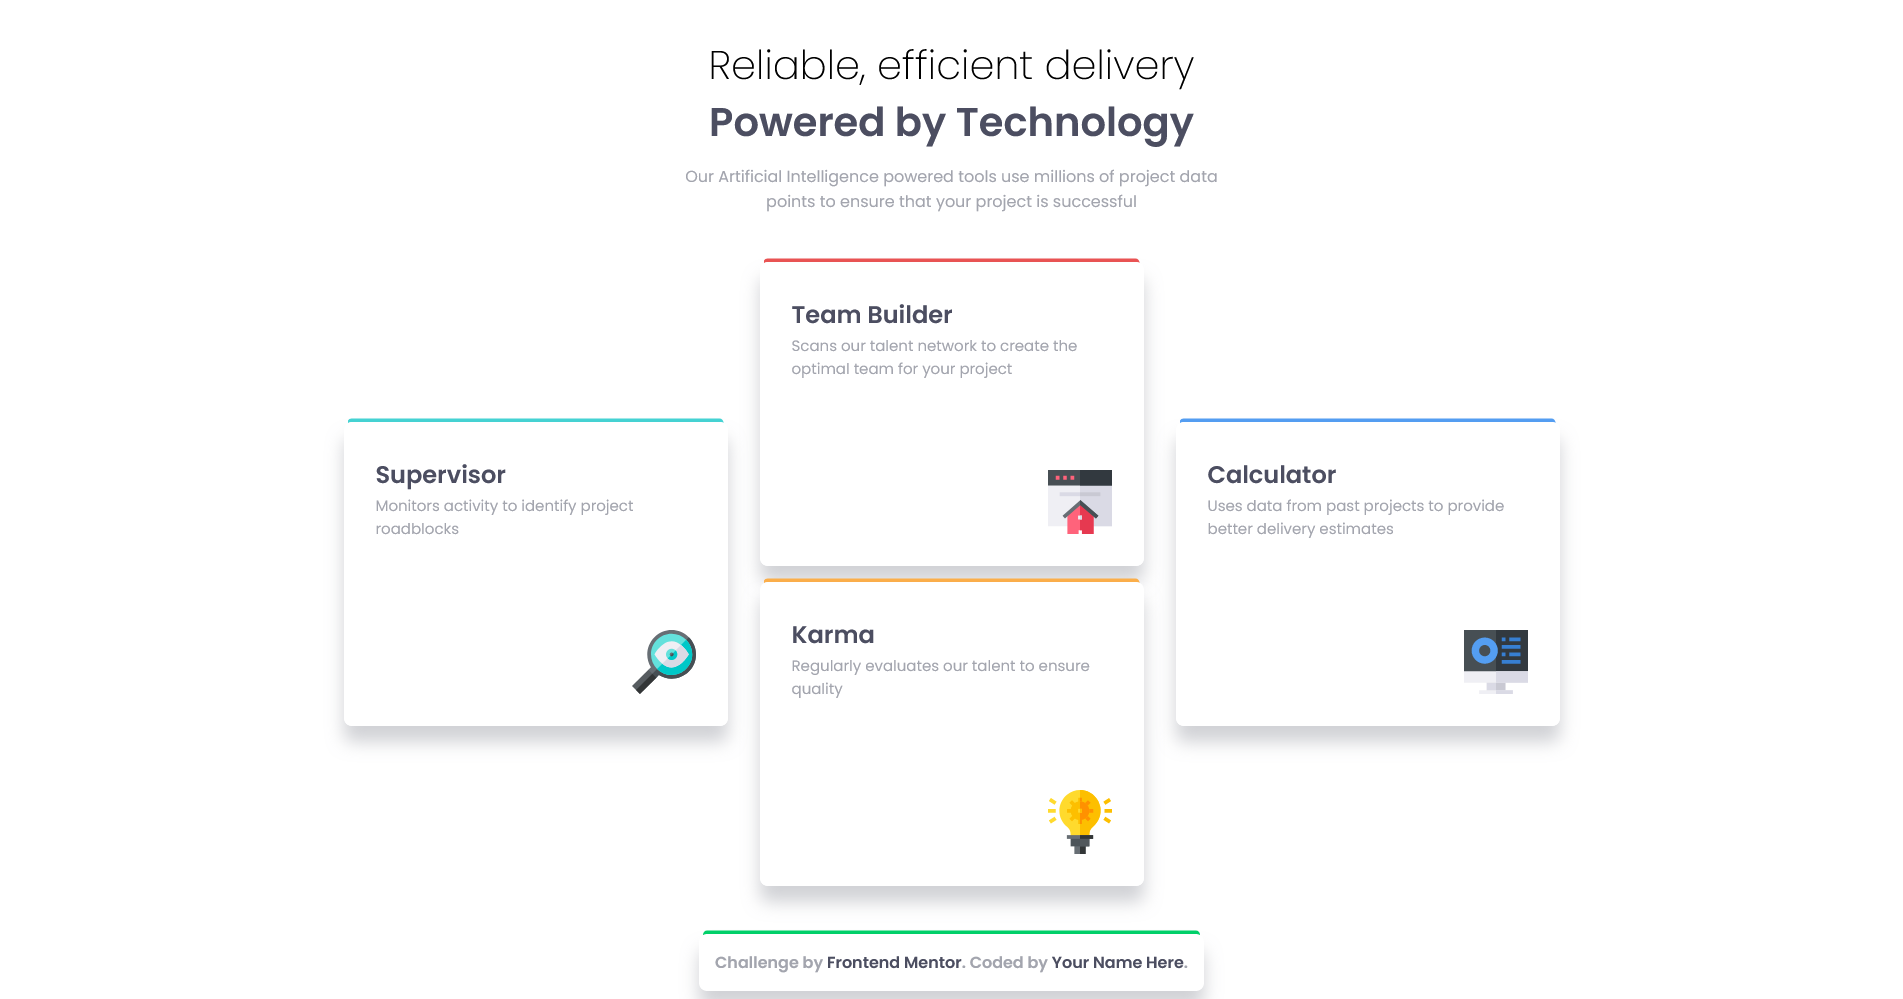 Reliable, efficient delivery
Powered by Technology
Our Artificial Intelligence powered tools use millions of project data
points to ensure that your project is successful
Team Builder
Scans our talent network to create the
optimal team for your project
Supervisor
Monitors activity to identify project
roadblocks
Calculator
Uses data from past projects to provide
better delivery estimates
Karma
Regularly evaluates our talent to ensure
quality
Challenge by Frontend Mentor. Coded by Your Name Here.